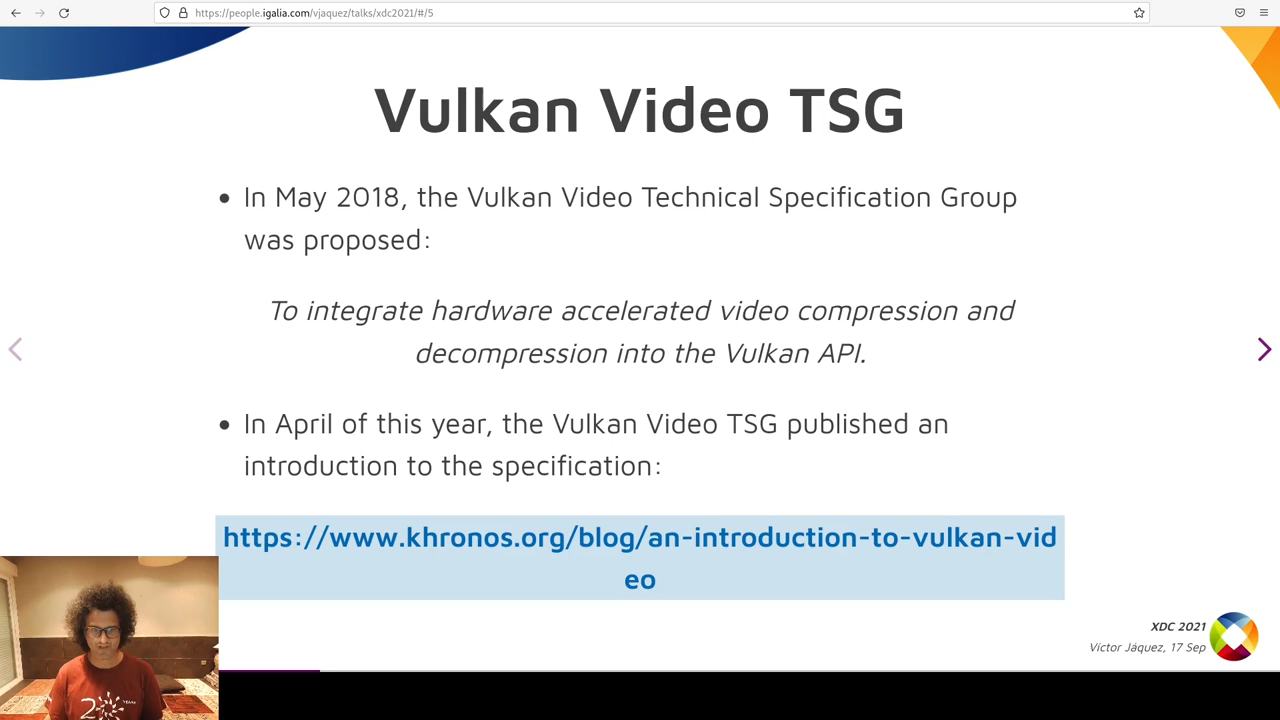 https://people.igalia.com/vjaquez/talks/xdc2021/#/5
Vulkan Video TSG
• In May 2018, the Vulkan Video Technical Specification Group
was proposed:
To integrate hardware accelerated video compression and
decompression into the Vulkan API.
• In April of this year, the Vulkan Video TSG published an
introduction to the specification:
https://www.khronos.org/blog/an-introduction-to-vulkan-vid
eo
XDC 2021
Víctor Jáquez, 17 Sep
20 YEARS